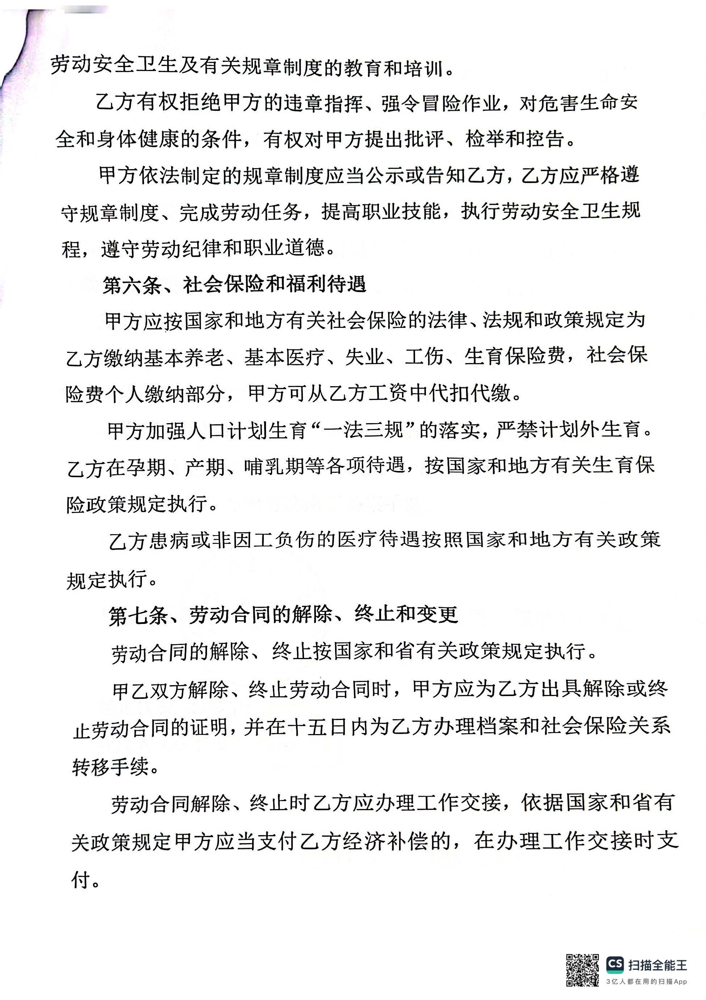 劳动安全卫生及有关规章制度的教育和培训。
乙方有权拒绝甲方的违章指挥、强令冒险作业，对危害生命安
全和身体健康的条件，有权对甲方提出批评、检举和控告。
甲方依法制定的规章制度应当公示或告知乙方，乙方应严格遵
守规章制度、完成劳动任务，提高职业技能，执行劳动安全卫生规
程，遵守劳动纪律和职业道德。
第六条、社会保险和福利待遇
甲方应按国家和地方有关社会保险的法律、法规和政策规定为
乙方缴纳基本养老、基本医疗、失业、工伤、生育保险费，社会保
险费个人缴纳部分，甲方可从乙方工资中代扣代缴。
甲方加强人口计划生育“一法三规”的落实，严禁计划外生育。
乙方在孕期、产期、哺乳期等各项待遇，按国家和地方有关生育保
险政策规定执行。
乙方患病或非因工负伤的医疗待遇按照国家和地方有关政策
规定执行。
第七条、劳动合同的解除、终止和变更
劳动合同的解除、终止按国家和省有关政策规定执行。
甲乙双方解除、终止劳动合同时，甲方应为乙方出具解除或终
止劳动合同的证明，并在十五日内为乙方办理档案和社会保险关系
转移手续。
劳动合同解除、终止时乙方应办理工作交接，依据国家和省有
关政策规定甲方应当支付乙方经济补偿的，在办理工作交接时支
付。
CS 扫描全能王
3亿人都在用的扫描App